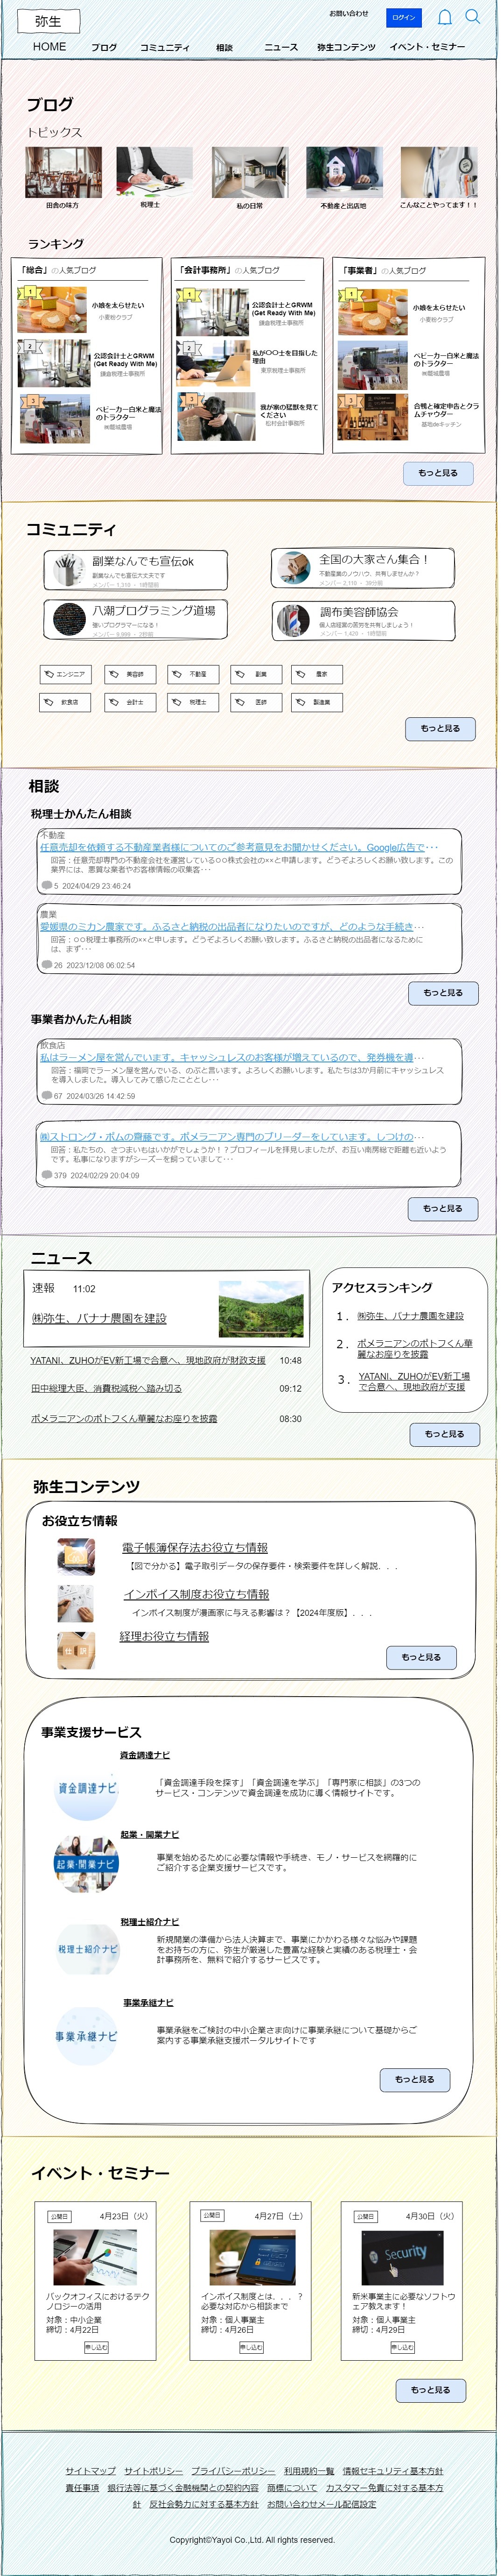 弥生
お問い合わせ
ログイン
HOME ブログ コミュニティ 相談 ニュース 弥生コンテンツ イベント・セミナー
ブログ
トピックス
田舎の味方 税理士 私の日常 不動産と出店地 こんなことやってます！！
ランキング
「総合」の人気ブログ
1
小娘を太らせたい
小麦粉クラブ
2
公認会計士とGRWM
(Get Ready With Me)
鎌倉税理士事務所
3
ベビーカー白米と魔法
のトラクター
㈱鶴城農場
「会計事務所」の人気ブログ
1
公認会計士とGRWM
(Get Ready With Me)
鎌倉税理士事務所
2
私が〇〇士を目指した
理由
東京税理士事務所
3
我が家の猛獣を見て
ください
松村会計事務所
「事業者」の人気ブログ
1
小娘を太らせたい
小麦粉クラブ
2
ベビーカー白米と魔法
のトラクター
㈱鶴城農場
3
合鴨と確定申告とクラ
ムチャウダー
基地deキッチン
もっと見る
コミュニティ
副業なんでも宣伝ok
副業なんでも宣伝大丈夫です
メンバー 1,310 ・ 1時間前
全国の大家さん集合！
不動産業のノウハウ、共有しませんか？
メンバー 2,110 ・ 38分前
八潮プログラミング道場
強いプログラマーになる！
メンバー 9,999 ・ 2秒前
調布美容師協会
個人店経営の苦労を共有しましょう！
メンバー 1,420 ・ 1時間前
エンジニア 美容師 不動産 副業 農家
飲食店 会計士 税理士 医師 製造業
もっと見る
相談
税理士かんたん相談
不動産
任意売却を依頼する不動産業者様についてのご参考意見をお聞かせください。Google広告で・・・
回答：任意売却専門の不動産会社を運営している○○株式会社の××と申請します。どうぞよろしくお願い致します。この
業界には、悪質な業者やお客様情報の収集客・・・
5 2024/04/29 23:46:24
農業
愛媛県のミカン農家です。ふるさと納税の出品者になりたいのですが、どのような手続き・・・
回答：○○税理士事務所の××と申します。どうぞよろしくお願い致します。ふるさと納税の出品者になるために
は、まず・・・
26 2023/12/08 06:02:54
もっと見る
事業者かんたん相談
飲食店
私はラーメン屋を営んでいます。キャッシュレスのお客様が増えているので、発券機を導・・・
回答：福岡でラーメン屋を営んでいる、のぶと言います。よろしくお願いします。私たちは3か月前にキャッシュレス
を導入しました。導入してみて感じたこととし・・・
67 2024/03/26 14:42:59
㈱ストロング・ポムの齋藤です。ポメラニアン専門のブリーダーをしています。しつけの・・・
回答：私たちの、さつまいもはいかがでしょうか！？プロフィールを拝見しましたが、お互い南房総で距離も近いよう
です。私事になりますがシーズーを飼っていまして・・・
379 2024/02/29 20:04:09
もっと見る
ニュース
速報 11:02
㈱弥生、バナナ農園を建設
YATANI、ZUHOがEV新工場で合意へ、現地政府が財政支援 10:48
田中総理大臣、消費税減税へ踏み切る 09:12
ポメラニアンのポトフくん華麗なお座りを披露 08:30
アクセスランキング
1． ㈱弥生、バナナ農園を建設
2． ポメラニアンのポトフくん華
麗なお座りを披露
3． YATANI、ZUHOがEV新工場
で合意へ、現地政府が支援
もっと見る
弥生コンテンツ
お役立ち情報
電子帳簿保存法お役立ち情報
【図で分かる】電子取引データの保存要件・検索要件を詳しく解説．．．
インボイス制度お役立ち情報
インボイス制度が漫画家に与える影響は？【2024年度版】．．．
仕 訳
経理お役立ち情報
もっと見る
事業支援サービス
資金調達ナビ
資金調達ナビ
「資金調達手段を探す」「資金調達を学ぶ」「専門家に相談」の3つの
サービス・コンテンツで資金調達を成功に導く情報サイトです。
起業・開業ナビ
起業・開業ナビ
事業を始めるために必要な情報や手続き、モノ・サービスを網羅的に
ご紹介する企業支援サービスです。
税理士紹介ナビ
税理士紹介ナビ
新規開業の準備から法人決算まで、事業にかかわる様々な悩みや課題
をお持ちの方に、弥生が厳選した豊富な経験と実績のある税理士・会
計事務所を、無料で紹介するサービスです。
事業承継ナビ
事業承継ナビ
事業承継をご検討の中小企業さま向けに事業承継について基礎からご
案内する事業承継支援ポータルサイトです
もっと見る
イベント・セミナー
公開日 4月23日（火）
バックオフィスにおけるテク
ノロジーの活用
対象：中小企業
締切：4月22日
申し込む
公開日 4月27日（土）
インボイス制度とは．．．？
必要な対応から相談まで
対象：個人事業主
締切：4月26日
申し込む
公開日 4月30日（火）
Security
新米事業主に必要なソフトウ
ェア教えます！
対象：個人事業主
締切：4月29日
申し込む
もっと見る
サイトマップ サイトポリシー プライバシーポリシー 利用規約一覧 情報セキュリティ基本方針
責任事項 銀行法等に基づく金融機関との契約内容 商標について カスタマー免責に対する基本方
針 反社会勢力に対する基本方針 お問い合わせメール配信設定
Copyright©Yayoi Co.,Ltd. All rights reserved.